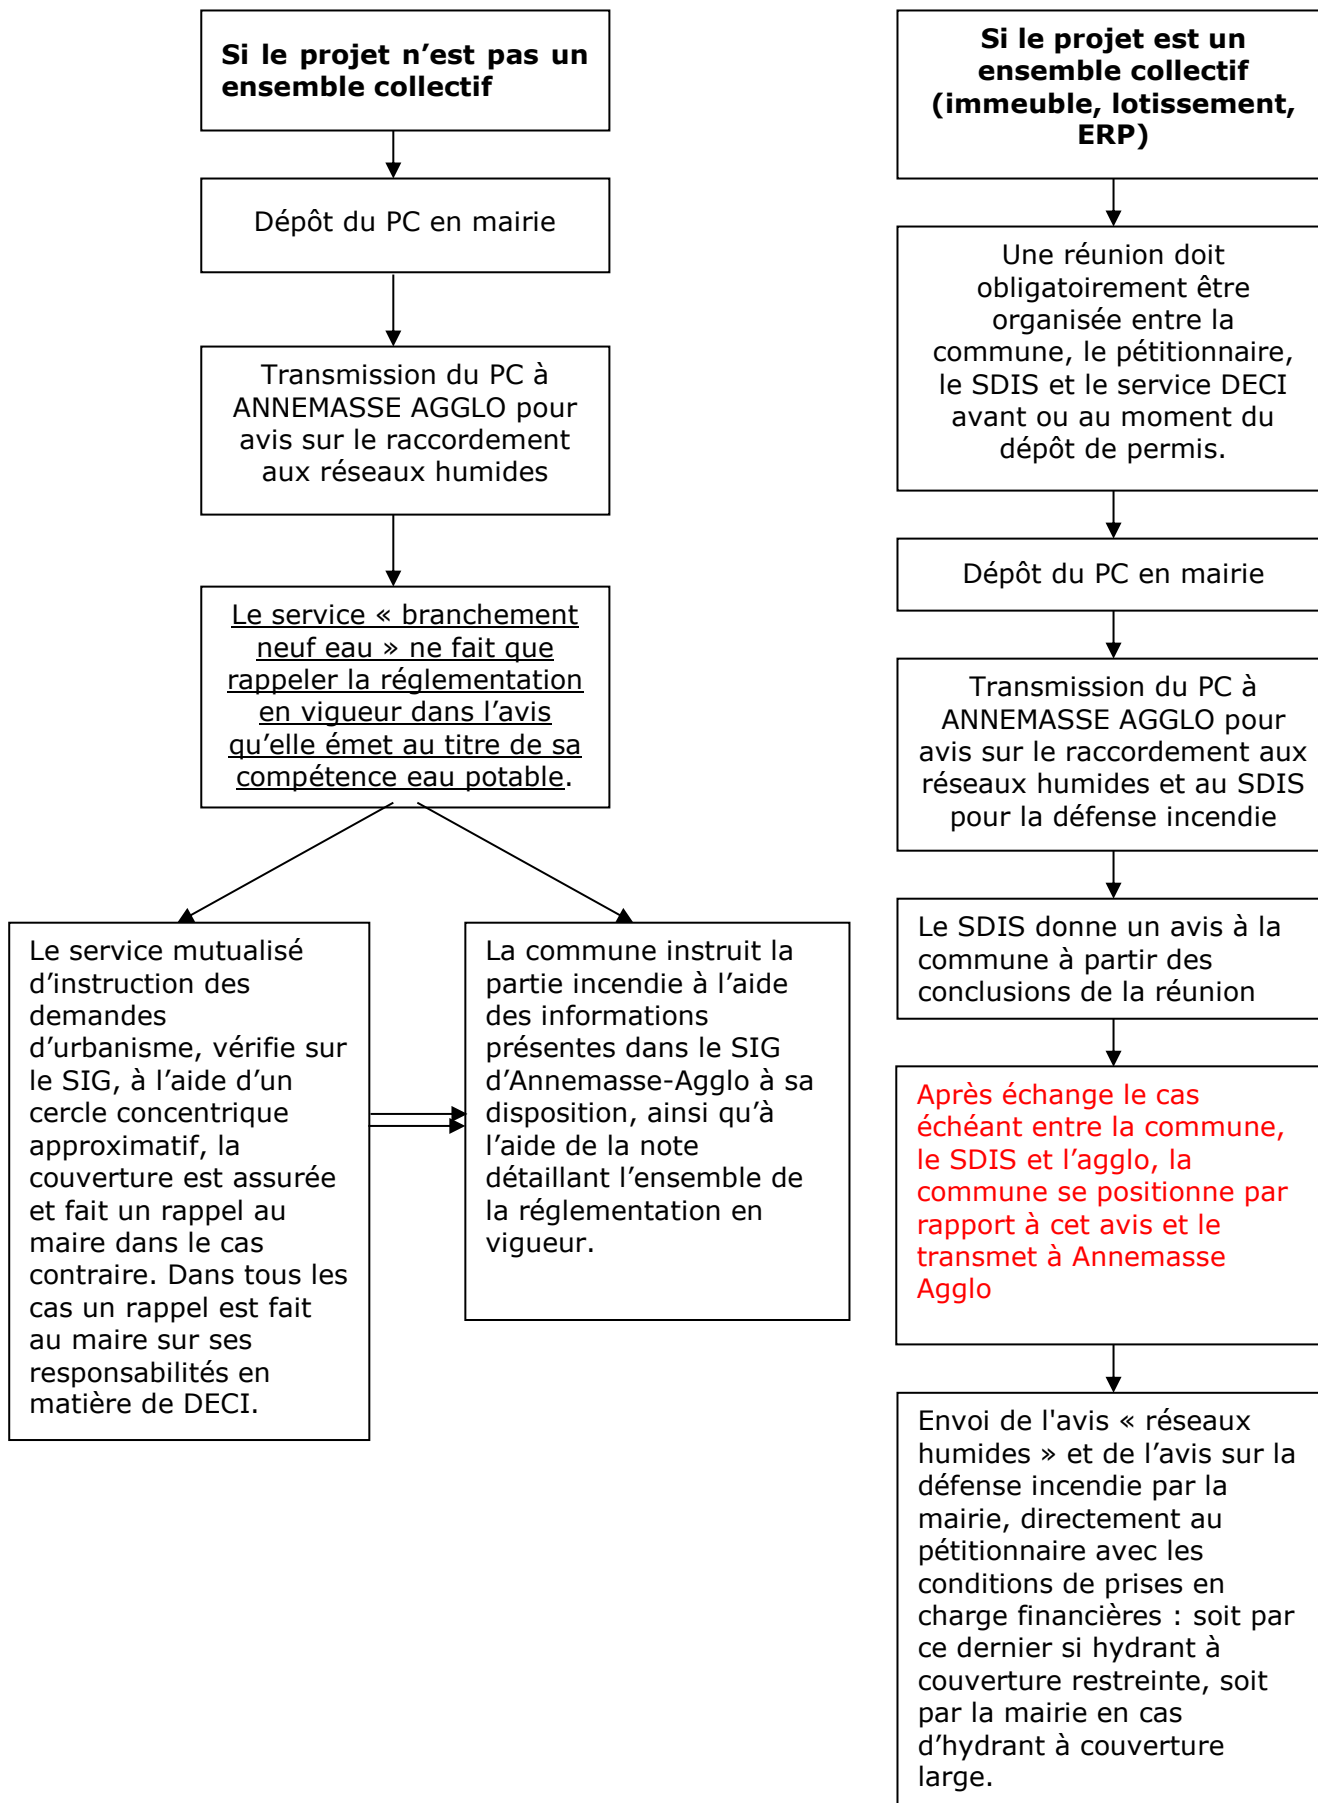 Si le projet n’est pas un
ensemble collectif
Dépôt du PC en mairie
Transmission du PC à
ANNEMASSE AGGLO pour
avis sur le raccordement
aux réseaux humides
Le service « branchement
neuf eau » ne fait que
rappeler la réglementation
en vigueur dans l’avis
qu’elle émet au titre de sa
compétence eau potable.
Le service mutualisé
d’instruction des
demandes
d’urbanisme, vérifie sur
le SIG, à l’aide d’un
cercle concentrique
approximatif, la
couverture est assurée
et fait un rappel au
maire dans le cas
contraire. Dans tous les
cas un rappel est fait
au maire sur ses
responsabilités en
matière de DECI.
La commune instruit la
partie incendie à l’aide
des informations
présentes dans le SIG
d’Annemasse-Agglo à sa
disposition, ainsi qu’à
l’aide de la note
détaillant l’ensemble de
la réglementation en
vigueur.
Si le projet est un
ensemble collectif
(immeuble, lotissement,
ERP)
Une réunion doit
obligatoirement être
organisée entre la
commune, le pétitionnaire,
le SDIS et le service DECI
avant ou au moment du
dépôt de permis.
Dépôt du PC en mairie
Transmission du PC à
ANNEMASSE AGGLO pour
avis sur le raccordement aux
réseaux humides et au SDIS
pour la défense incendie
Le SDIS donne un avis à la
commune à partir des
conclusions de la réunion
Après échange le cas
échéant entre la commune,
le SDIS et l’agglo, la
commune se positionne par
rapport à cet avis et le
transmet à Annemasse
Agglo
Envoi de l'avis « réseaux
humides » et de l’avis sur la
défense incendie par la
mairie, directement au
pétitionnaire avec les
conditions de prises en
charge financières : soit par
ce dernier si hydrant à
couverture restreinte, soit
par la mairie en cas
d’hydrant à couverture
large.